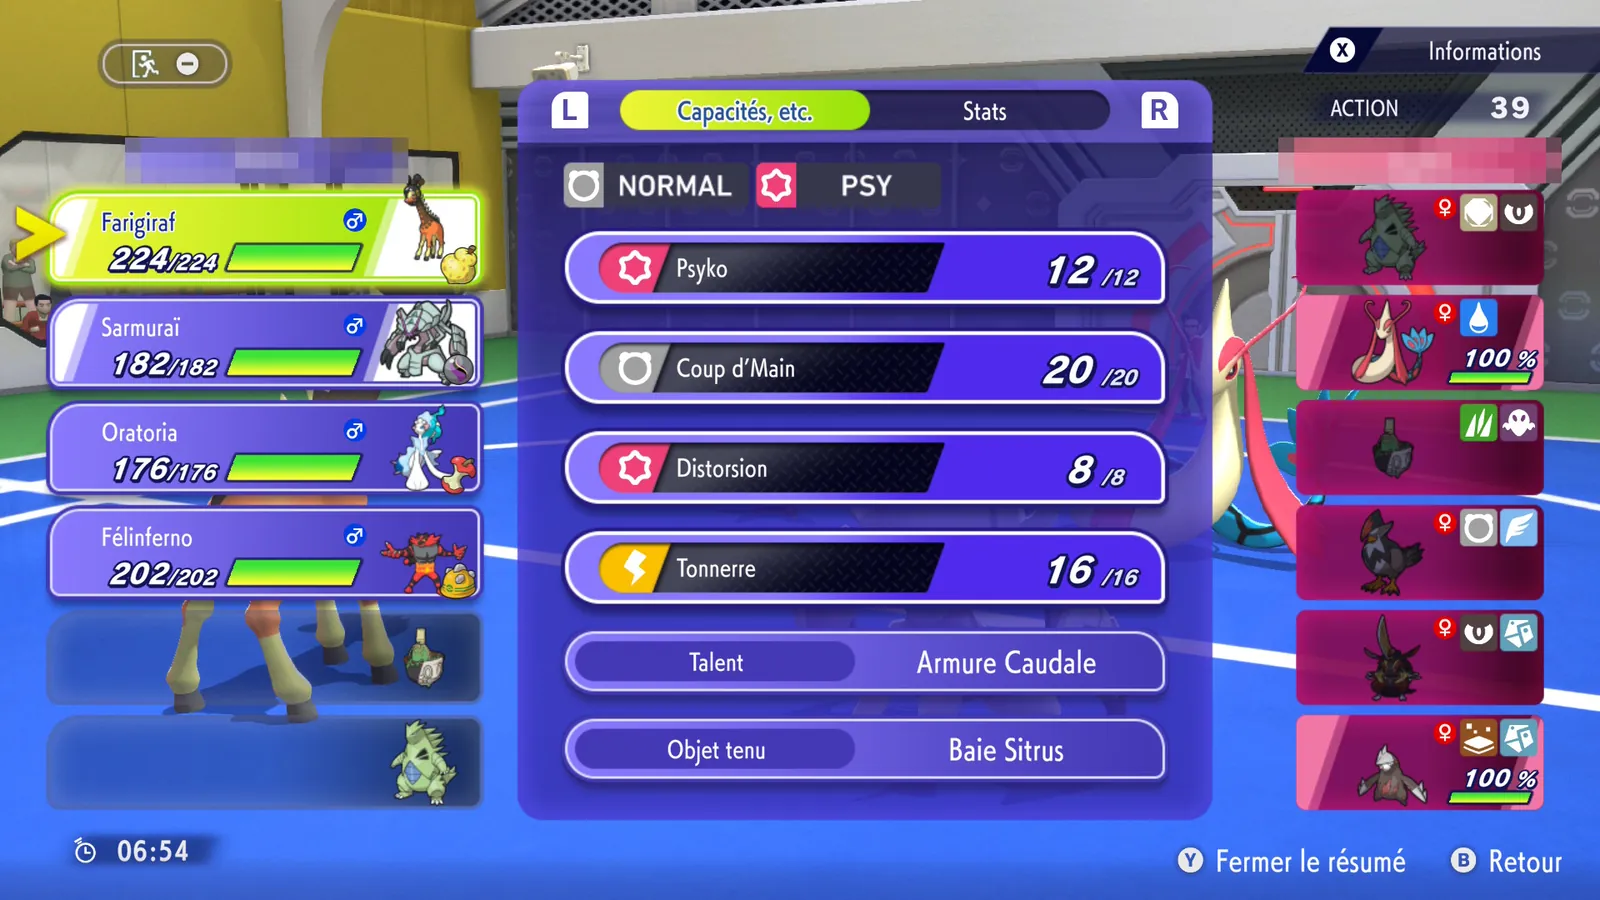 X Informations
ACTION 39
L Capacités, etc. Stats R
NORMAL PSY
Farigiraf
224/224
Sarmuraï
182/182
Oratoria
176/176
Félinferno
202/202
Psyko 12/12
Coup d'Main 20/20
Distorsion 8/8
Tonnerre 16/16
Talent Armure Caudale
Objet tenu Baie Sitrus
100 %
100 %
06:54
Y Fermer le résumé B Retour